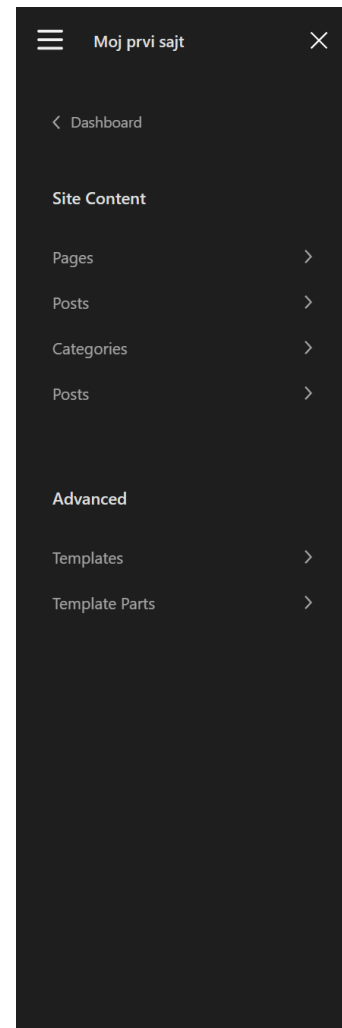 Moj prvi sajt
Dashboard
Site Content
Pages
Posts
Categories
Posts
Advanced
Templates
Template Parts